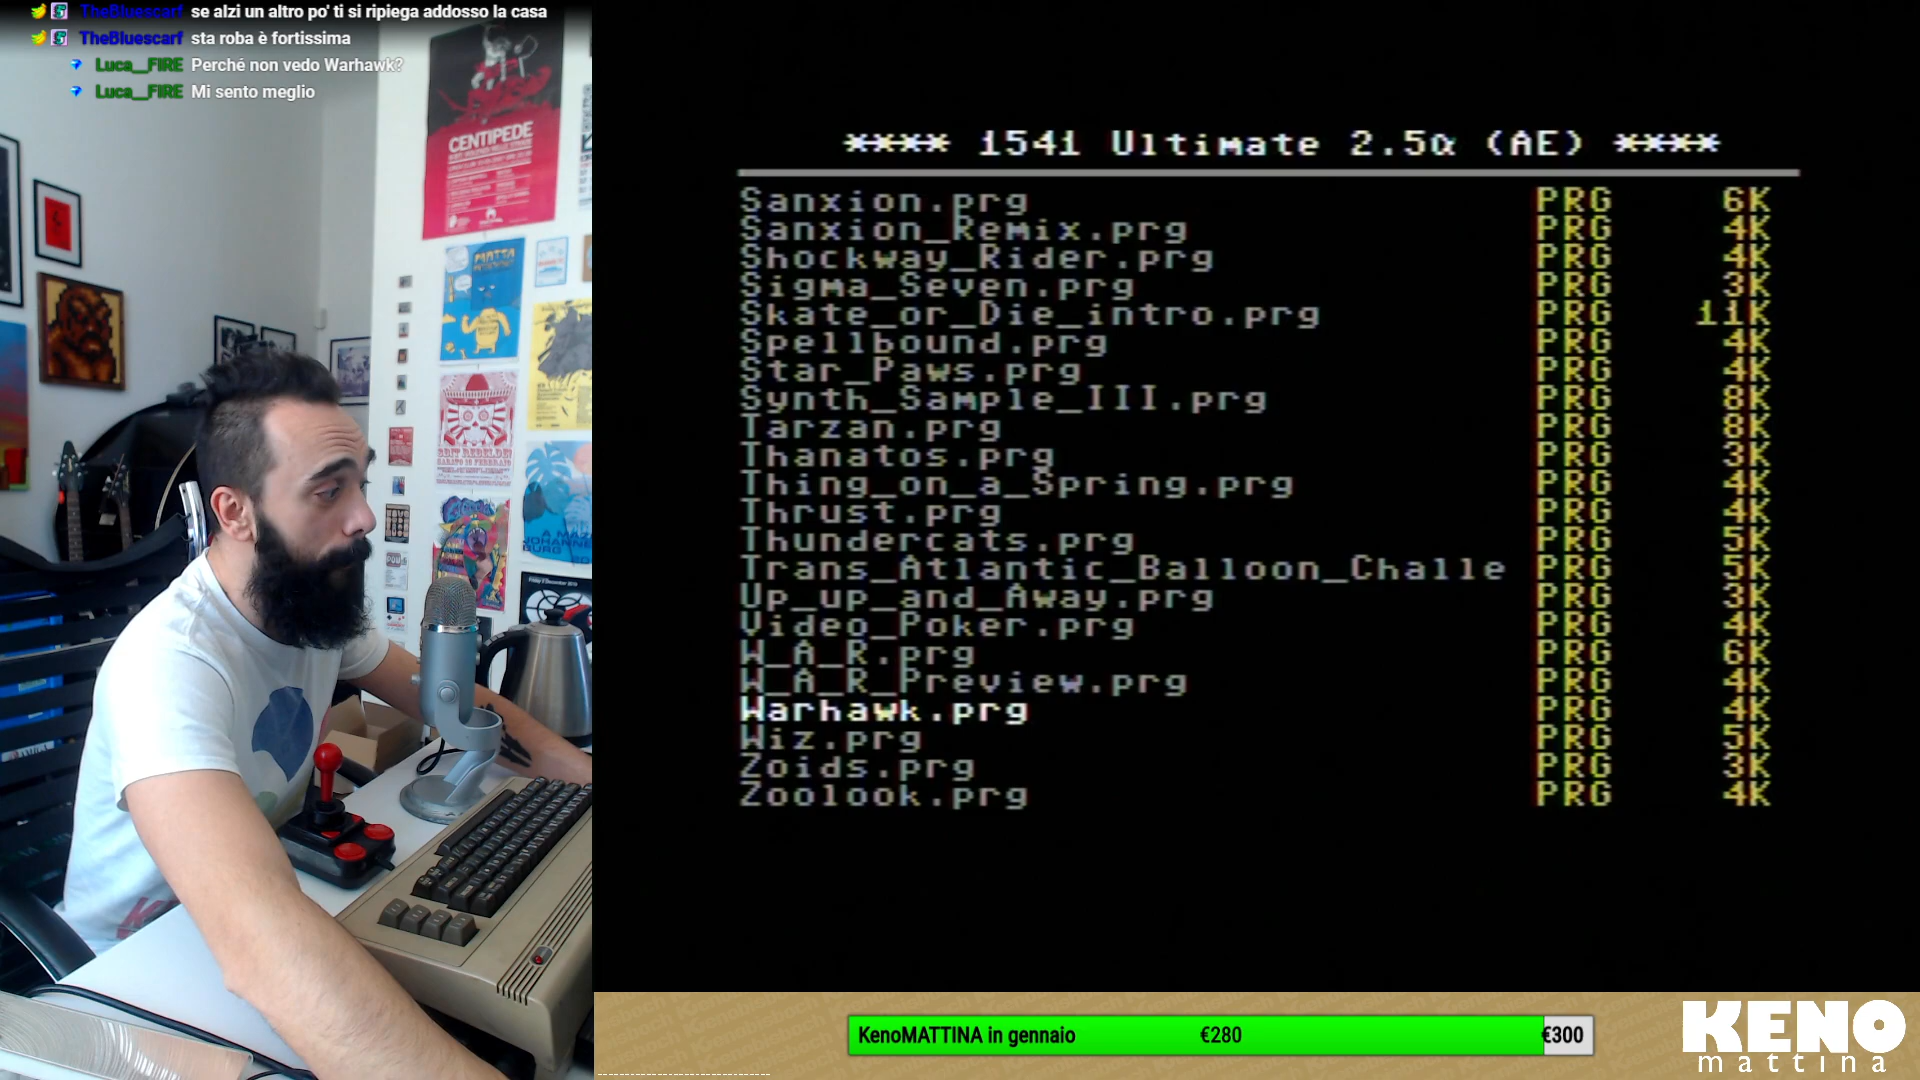 TheBluescarf se alzi un altro po' ti si ripiega addosso la casa
TheBluescarf sta roba è fortissima
Luca__FIRE Perché non vedo Warhawk?
Luca__FIRE Mi sento meglio
CENTIPEDE
MATTA
**** 1541 Ultimate 2.5α (AE) ****
Sanxion.prg PRG 6K
Sanxion_Remix.prg PRG 4K
Shockway_Rider.prg PRG 4K
Sigma_Seven.prg PRG 3K
Skate_or_Die_intro.prg PRG 11K
Spellbound.prg PRG 4K
Star_Paws.prg PRG 4K
Synth_Sample_III.prg PRG 8K
Tarzan.prg PRG 8K
Thanatos.prg PRG 3K
Thing_on_a_Spring.prg PRG 4K
Thrust.prg PRG 4K
Thundercats.prg PRG 5K
Trans_Atlantic_Balloon_Challe PRG 5K
Up_up_and_Away.prg PRG 3K
Video_Poker.prg PRG 4K
W_A_R.prg PRG 6K
W_A_R_Preview.prg PRG 4K
Warhawk.prg PRG 4K
Wiz.prg PRG 5K
Zoids.prg PRG 3K
Zoolook.prg PRG 4K
KenoMATTINA in gennaio €280 €300
KENO
mattina